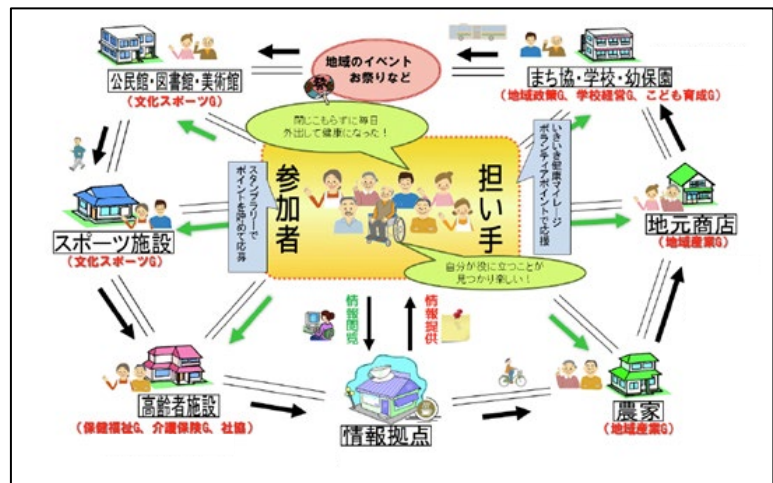 地域のイベント
お祭りなど
公民館・図書館・美術館
(文化スポーツG)
まち協・学校・幼保園
(地域政策G、学校経営G、こども育成G)
閉じこもらずに毎日
外出して健康になった!
いきいき健康マイレージ
ボランティアポイントで応援
スタンプラリーで
ポイントを貯めて応募
参加者
担い手
スポーツ施設
(文化スポーツG)
地元商店
(地域産業G)
自分が役に立つことが
見つかり楽しい!
情報閲覧
情報提供
高齢者施設
(保健福祉G、介護保険G、社協)
情報拠点
農家
(地域産業G)